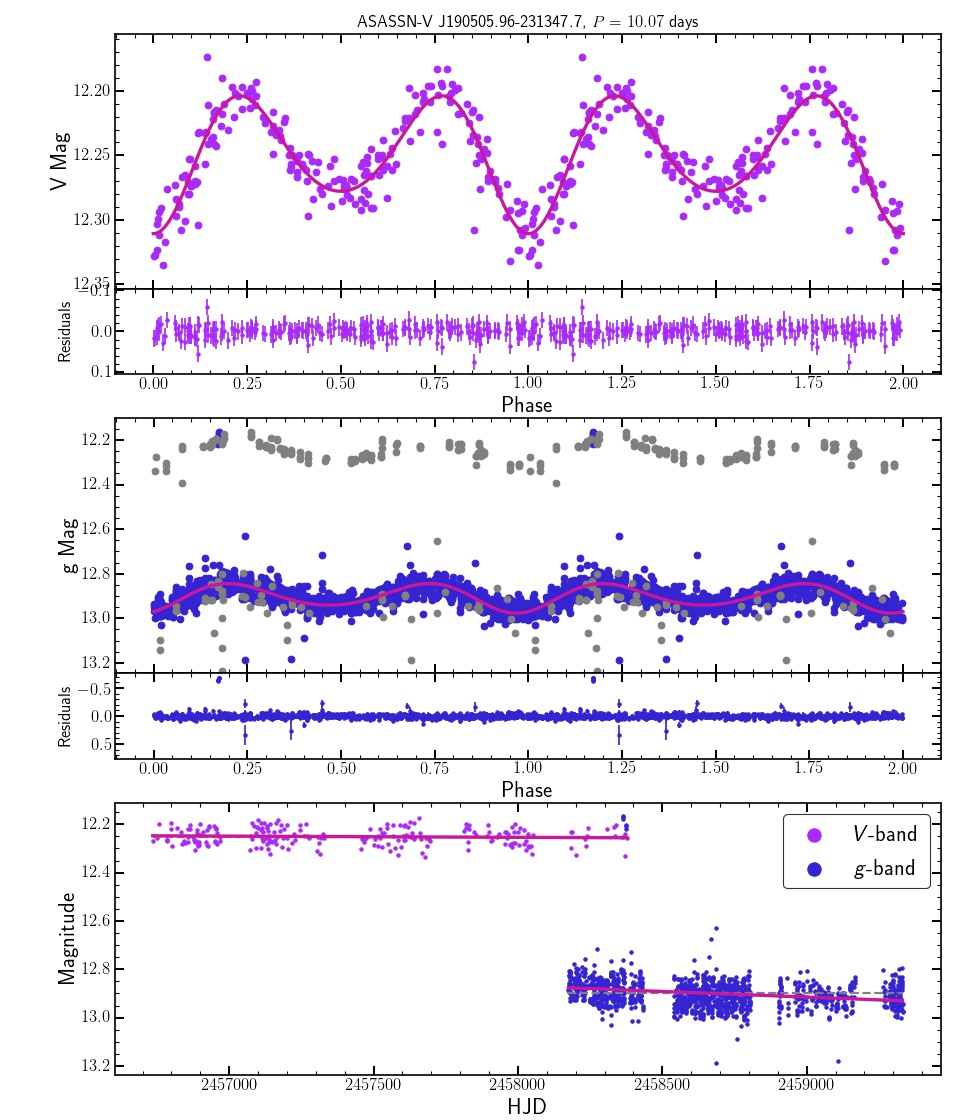 ASASSN-V J190505.96-231347.7, P = 10.07 days
12.20
12.25
12.30
12.35
V Mag
−0.1
0.0
0.1
Residuals
0.00 0.25 0.50 0.75 1.00 1.25 1.50 1.75 2.00
Phase
12.2
12.4
12.6
12.8
13.0
13.2
g Mag
−0.5
0.0
0.5
Residuals
0.00 0.25 0.50 0.75 1.00 1.25 1.50 1.75 2.00
Phase
12.2
12.4
12.6
12.8
13.0
13.2
Magnitude
V-band
g-band
2457000 2457500 2458000 2458500 2459000
HJD